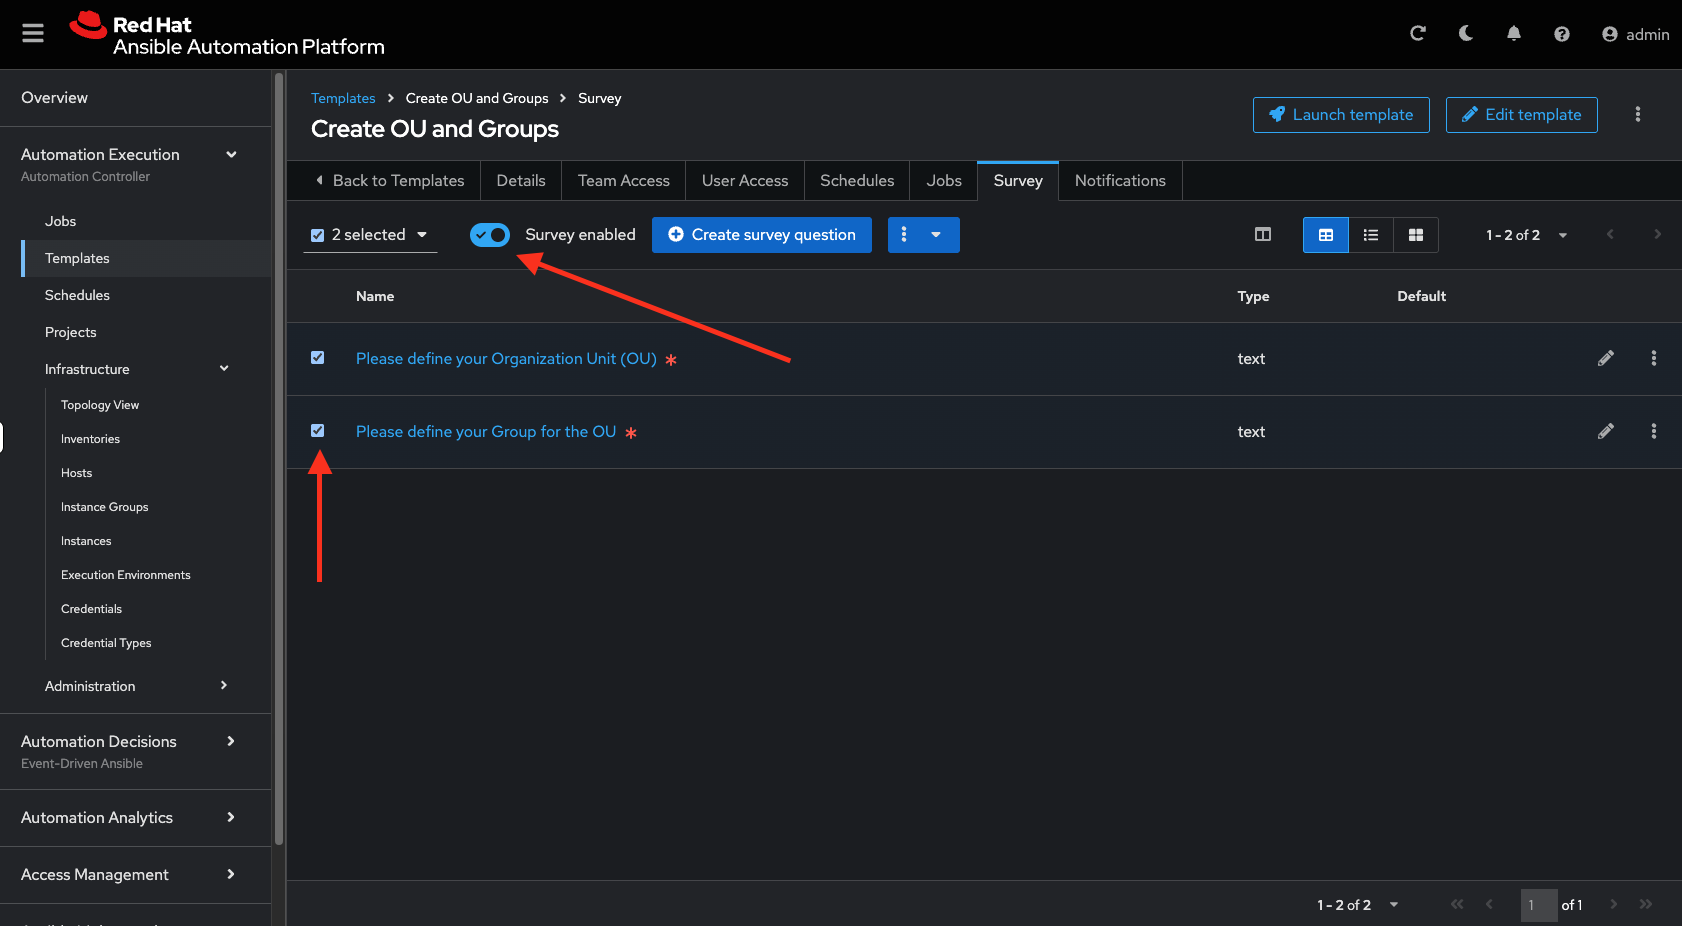 Red Hat
Ansible Automation Platform
admin
Overview
Automation Execution
Automation Controller
Jobs
Templates
Schedules
Projects
Infrastructure
Topology View
Inventories
Hosts
Instance Groups
Instances
Execution Environments
Credentials
Credential Types
Administration
Automation Decisions
Event-Driven Ansible
Automation Analytics
Access Management
Templates > Create OU and Groups > Survey
Create OU and Groups
Launch template
Edit template
Back to Templates
Details
Team Access
User Access
Schedules
Jobs
Survey
Notifications
2 selected
Survey enabled
Create survey question
1 - 2 of 2
Name Type Default
Please define your Organization Unit (OU) * text
Please define your Group for the OU * text
1 - 2 of 2
1 of 1